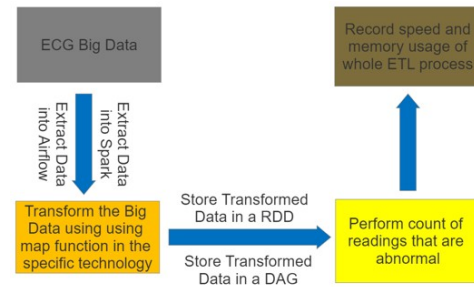 ECG Big Data
Extract Data
into Airflow
Extract Data
into Spark
Transform the Big
Data using using
map function in the
specific technology
Store Transformed
Data in a RDD
Store Transformed
Data in a DAG
Perform count of
readings that are
abnormal
Record speed and
memory usage of
whole ETL process